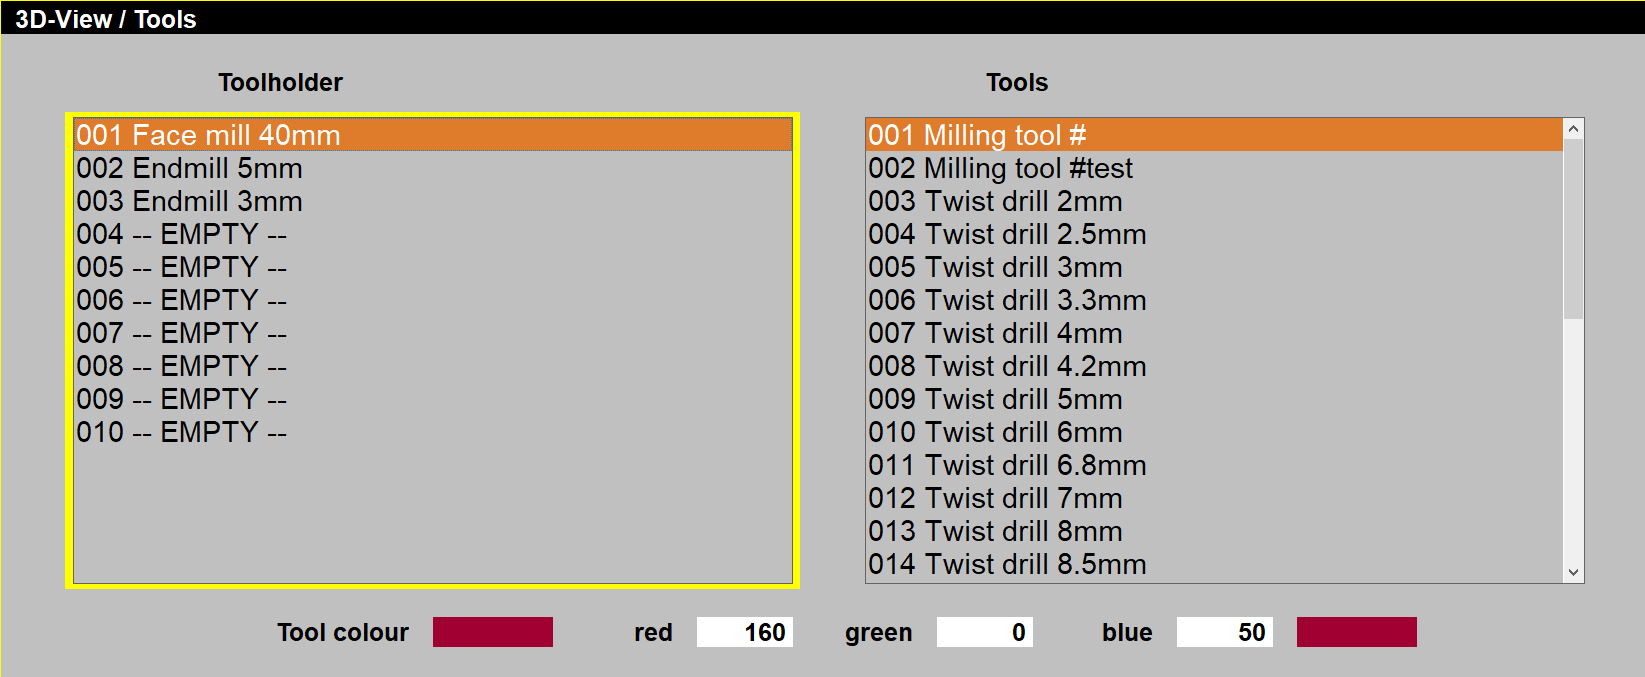 3D-View / Tools
Toolholder
001 Face mill 40mm
002 Endmill 5mm
003 Endmill 3mm
004 -- EMPTY --
005 -- EMPTY --
006 -- EMPTY --
007 -- EMPTY --
008 -- EMPTY --
009 -- EMPTY --
010 -- EMPTY --
Tools
001 Milling tool #
002 Milling tool #test
003 Twist drill 2mm
004 Twist drill 2.5mm
005 Twist drill 3mm
006 Twist drill 3.3mm
007 Twist drill 4mm
008 Twist drill 4.2mm
009 Twist drill 5mm
010 Twist drill 6mm
011 Twist drill 6.8mm
012 Twist drill 7mm
013 Twist drill 8mm
014 Twist drill 8.5mm
Tool colour red 160 green 0 blue 50